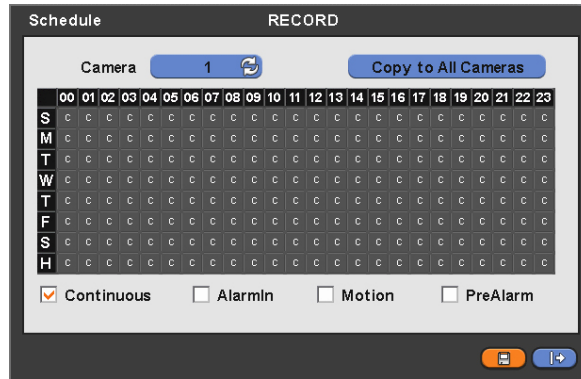 Schedule RECORD
Camera 1 Copy to All Cameras
00 01 02 03 04 05 06 07 08 09 10 11 12 13 14 15 16 17 18 19 20 21 22 23
S C C C C C C C C C C C C C C C C C C C C C C C C
M C C C C C C C C C C C C C C C C C C C C C C C C
T C C C C C C C C C C C C C C C C C C C C C C C C
W C C C C C C C C C C C C C C C C C C C C C C C C
T C C C C C C C C C C C C C C C C C C C C C C C C
F C C C C C C C C C C C C C C C C C C C C C C C C
S C C C C C C C C C C C C C C C C C C C C C C C C
H C C C C C C C C C C C C C C C C C C C C C C C C
Continuous AlarmIn Motion PreAlarm